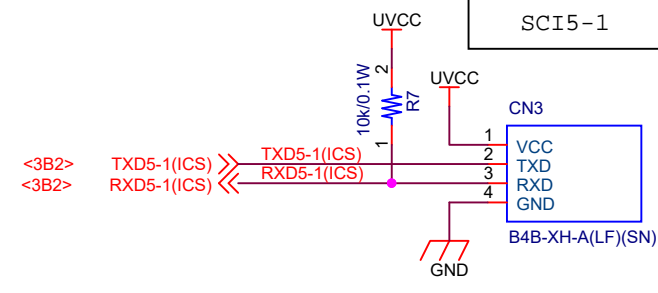 SCI5-1
UVCC
UVCC
10k/0.1W
2
R7
1
CN3
<3B2> TXD5-1(ICS) TXD5-1(ICS) 1 VCC
<3B2> RXD5-1(ICS) RXD5-1(ICS) 2 TXD
3 RXD
4 GND
B4B-XH-A(LF)(SN)
GND